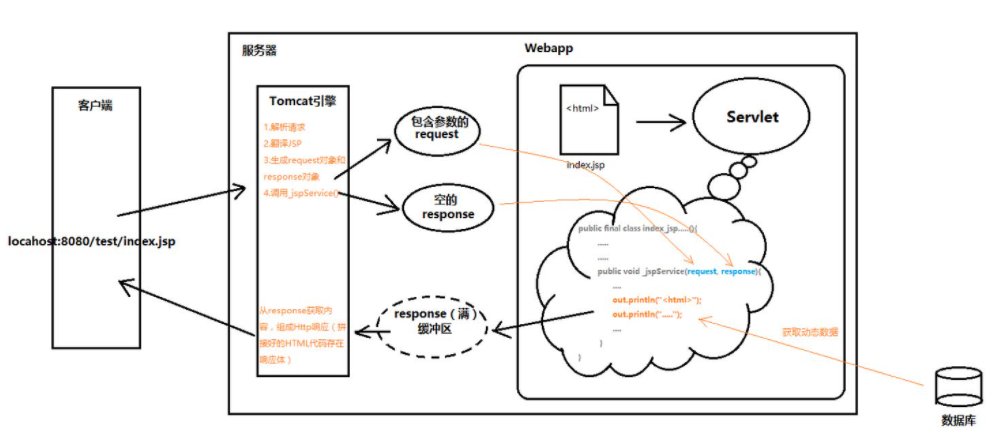 服务器
Webapp
客户端
locahost:8080/test/index.jsp
Tomcat引擎
1.解析请求
2.翻译JSP
3.生成request对象和
response对象
4.调用_jspService()
从response获取内
容，组成Http响应（拼
接好的HTML代码存在
响应体）
包含参数的
request
空的
response
response（满）
缓冲区
<html>
index.jsp
Servlet
public final class index_jsp.....(){
.....
.....
public void _jspService(request, response){
....
out.println("<html>");
out.println(".....");
....
}
}
获取动态数据
数据库